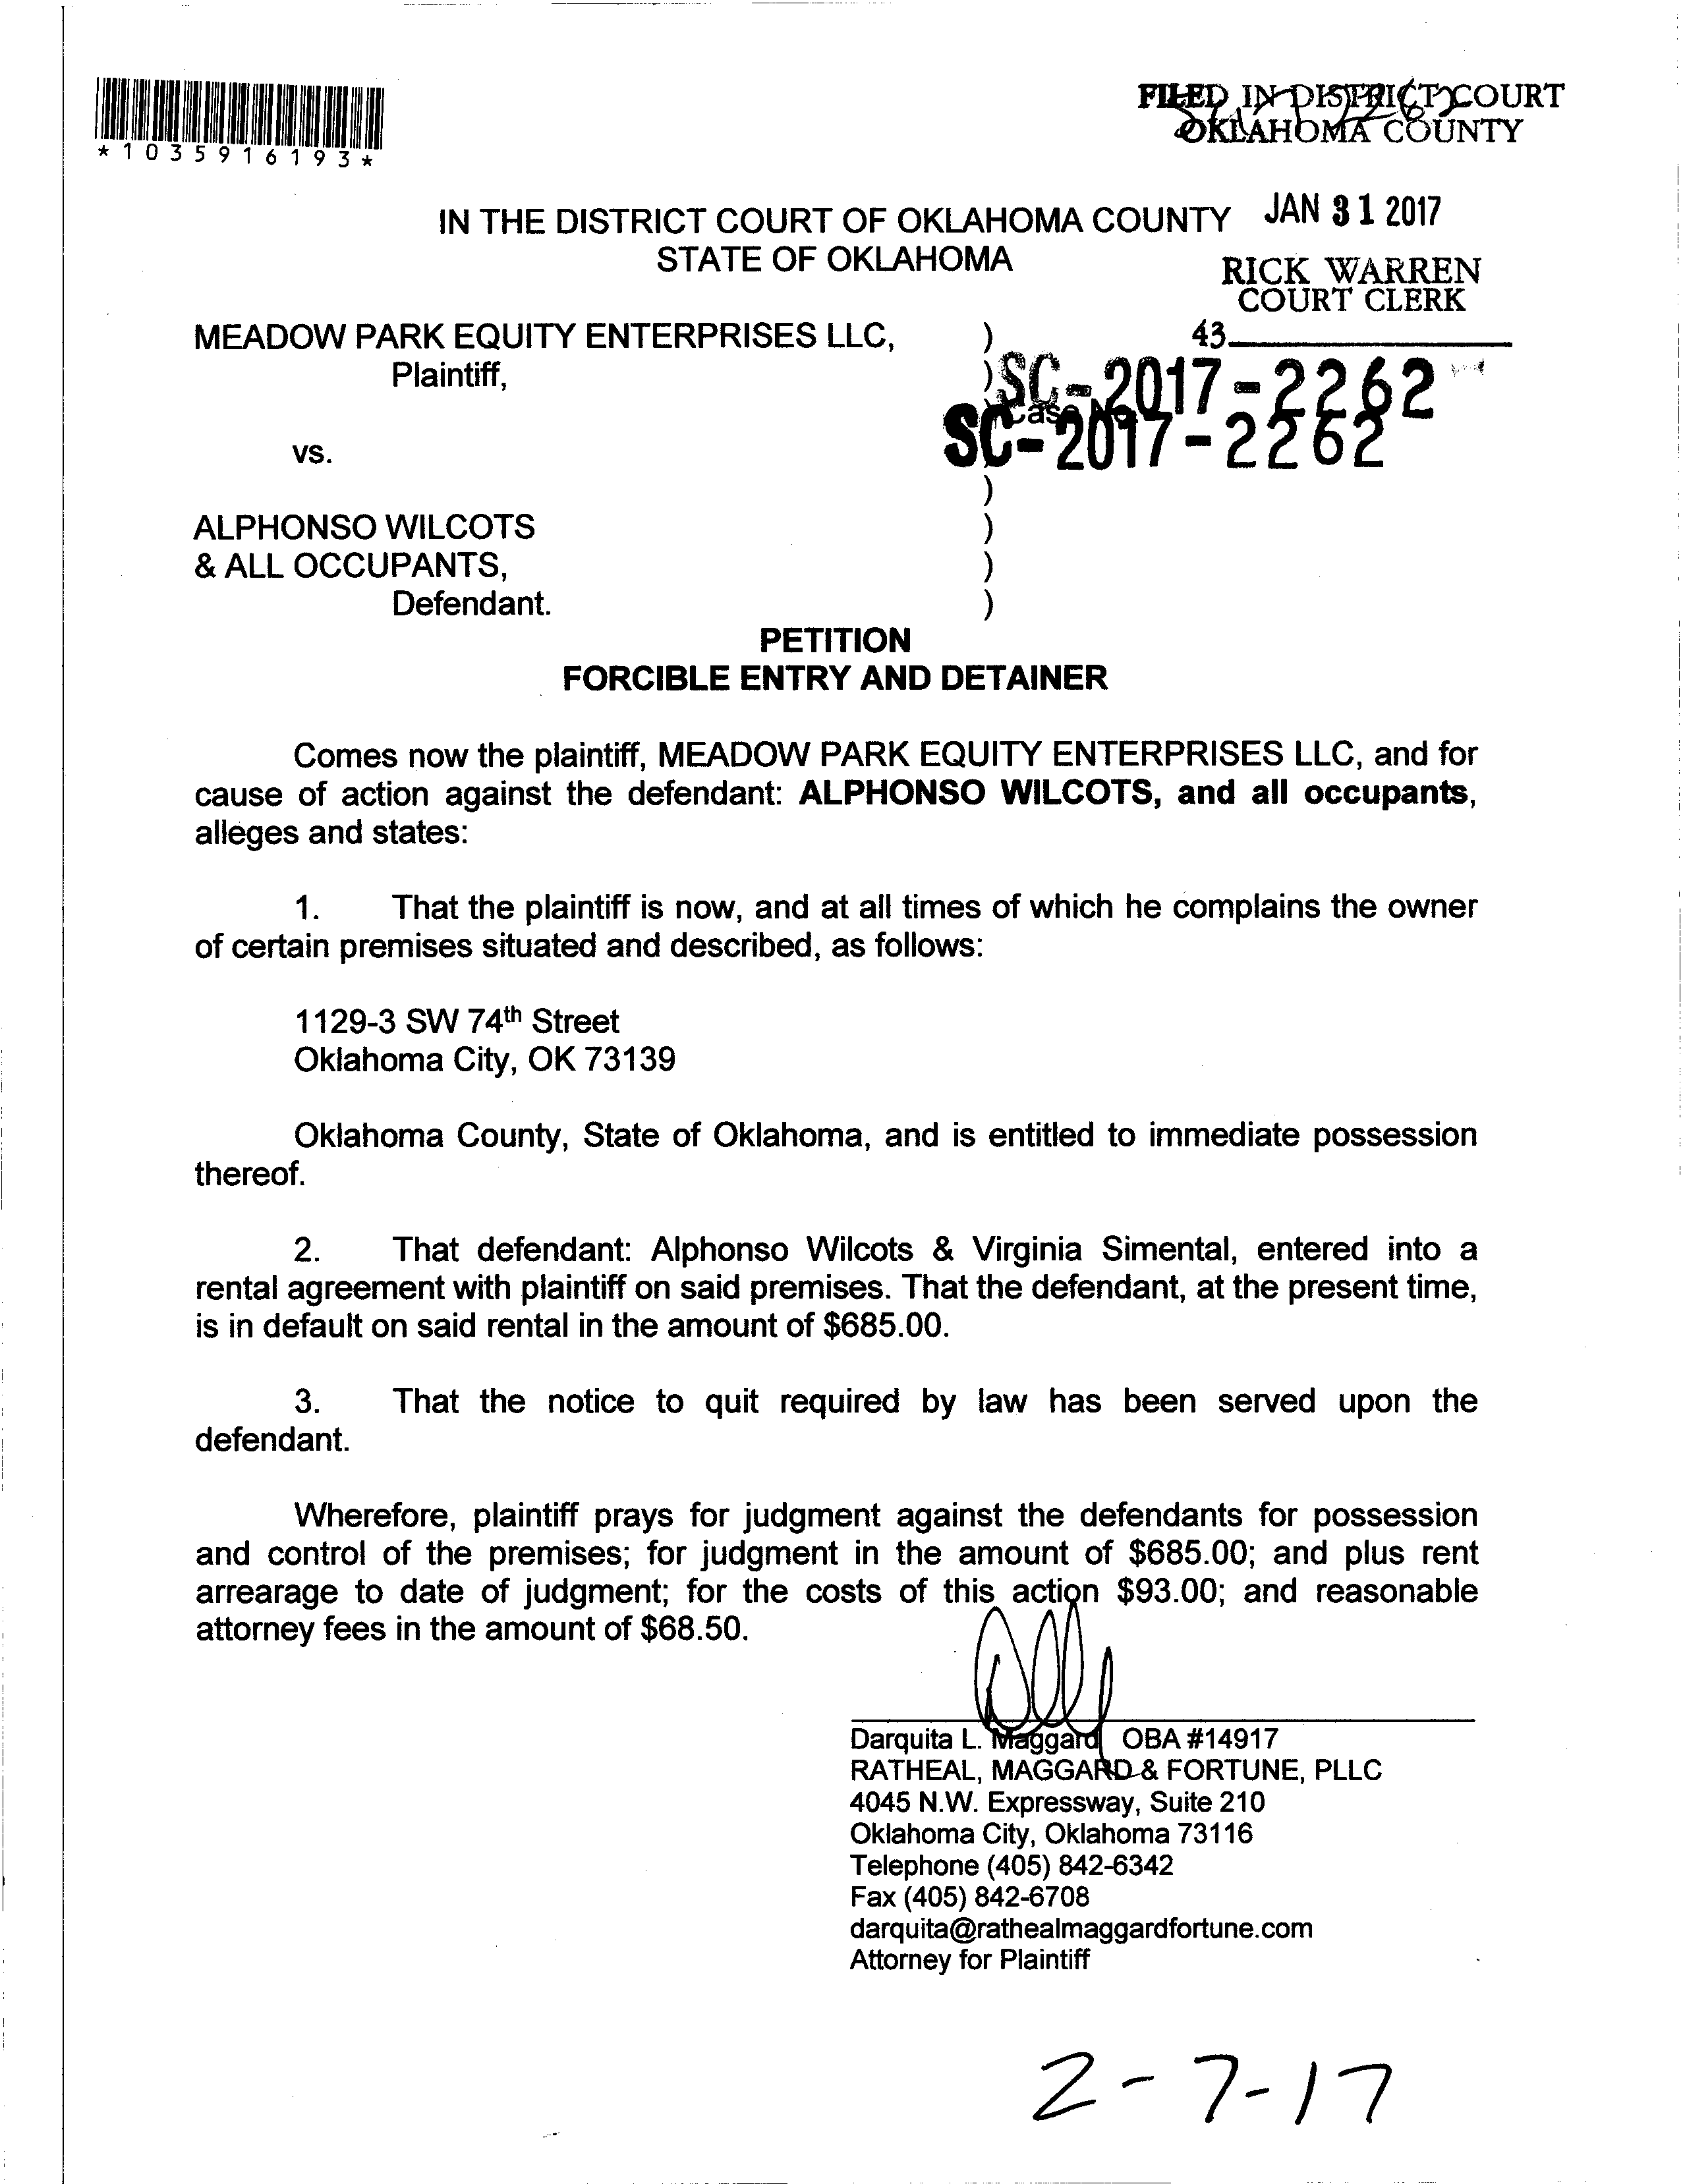 *1035916193*
FILED IN DISTRICT COURT
OKLAHOMA COUNTY
IN THE DISTRICT COURT OF OKLAHOMA COUNTY
STATE OF OKLAHOMA
JAN 31 2017
RICK WARREN
COURT CLERK
43
MEADOW PARK EQUITY ENTERPRISES LLC, )
Plaintiff, )
SC-2017-2262
SC-2017-2262
vs.
)
ALPHONSO WILCOTS )
& ALL OCCUPANTS, )
Defendant. )
PETITION
FORCIBLE ENTRY AND DETAINER
Comes now the plaintiff, MEADOW PARK EQUITY ENTERPRISES LLC, and for
cause of action against the defendant: ALPHONSO WILCOTS, and all occupants,
alleges and states:
1. That the plaintiff is now, and at all times of which he complains the owner
of certain premises situated and described, as follows:
1129-3 SW 74th Street
Oklahoma City, OK 73139
Oklahoma County, State of Oklahoma, and is entitled to immediate possession
thereof.
2. That defendant: Alphonso Wilcots & Virginia Simental, entered into a
rental agreement with plaintiff on said premises. That the defendant, at the present time,
is in default on said rental in the amount of $685.00.
3. That the notice to quit required by law has been served upon the
defendant.
Wherefore, plaintiff prays for judgment against the defendants for possession
and control of the premises; for judgment in the amount of $685.00; and plus rent
arrearage to date of judgment; for the costs of this action $93.00; and reasonable
attorney fees in the amount of $68.50.
Darquita L. Maggard OBA #14917
RATHEAL, MAGGARD & FORTUNE, PLLC
4045 N.W. Expressway, Suite 210
Oklahoma City, Oklahoma 73116
Telephone (405) 842-6342
Fax (405) 842-6708
darquita@rathealmaggardfortune.com
Attorney for Plaintiff
2-7-17